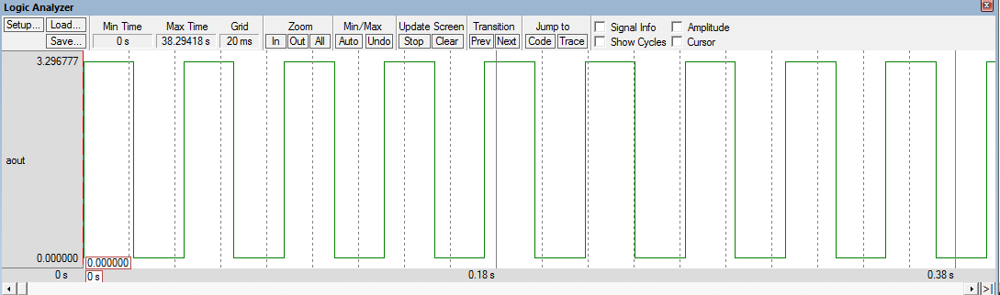 Logic Analyzer
Setup... Load... Min Time Max Time Grid Zoom Min/Max Update Screen Transition Jump to Signal Info Amplitude
Save... 0 s 38.29418 s 20 ms In Out All Auto Undo Stop Clear Prev Next Code Trace Show Cycles Cursor
3.296777
aout
0.000000 0.000000
0 s 0 s 0.18 s 0.38 s